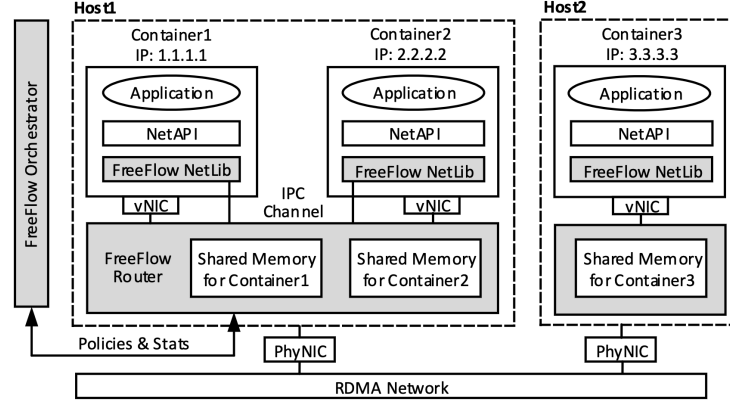 Host1
Host2
FreeFlow Orchestrator
Container1
IP: 1.1.1.1
Application
NetAPI
FreeFlow NetLib
vNIC
Container2
IP: 2.2.2.2
Application
NetAPI
FreeFlow NetLib
vNIC
IPC
Channel
Container3
IP: 3.3.3.3
Application
NetAPI
FreeFlow NetLib
vNIC
FreeFlow
Router
Shared Memory
for Container1
Shared Memory
for Container2
Shared Memory
for Container3
Policies & Stats
PhyNIC
PhyNIC
RDMA Network